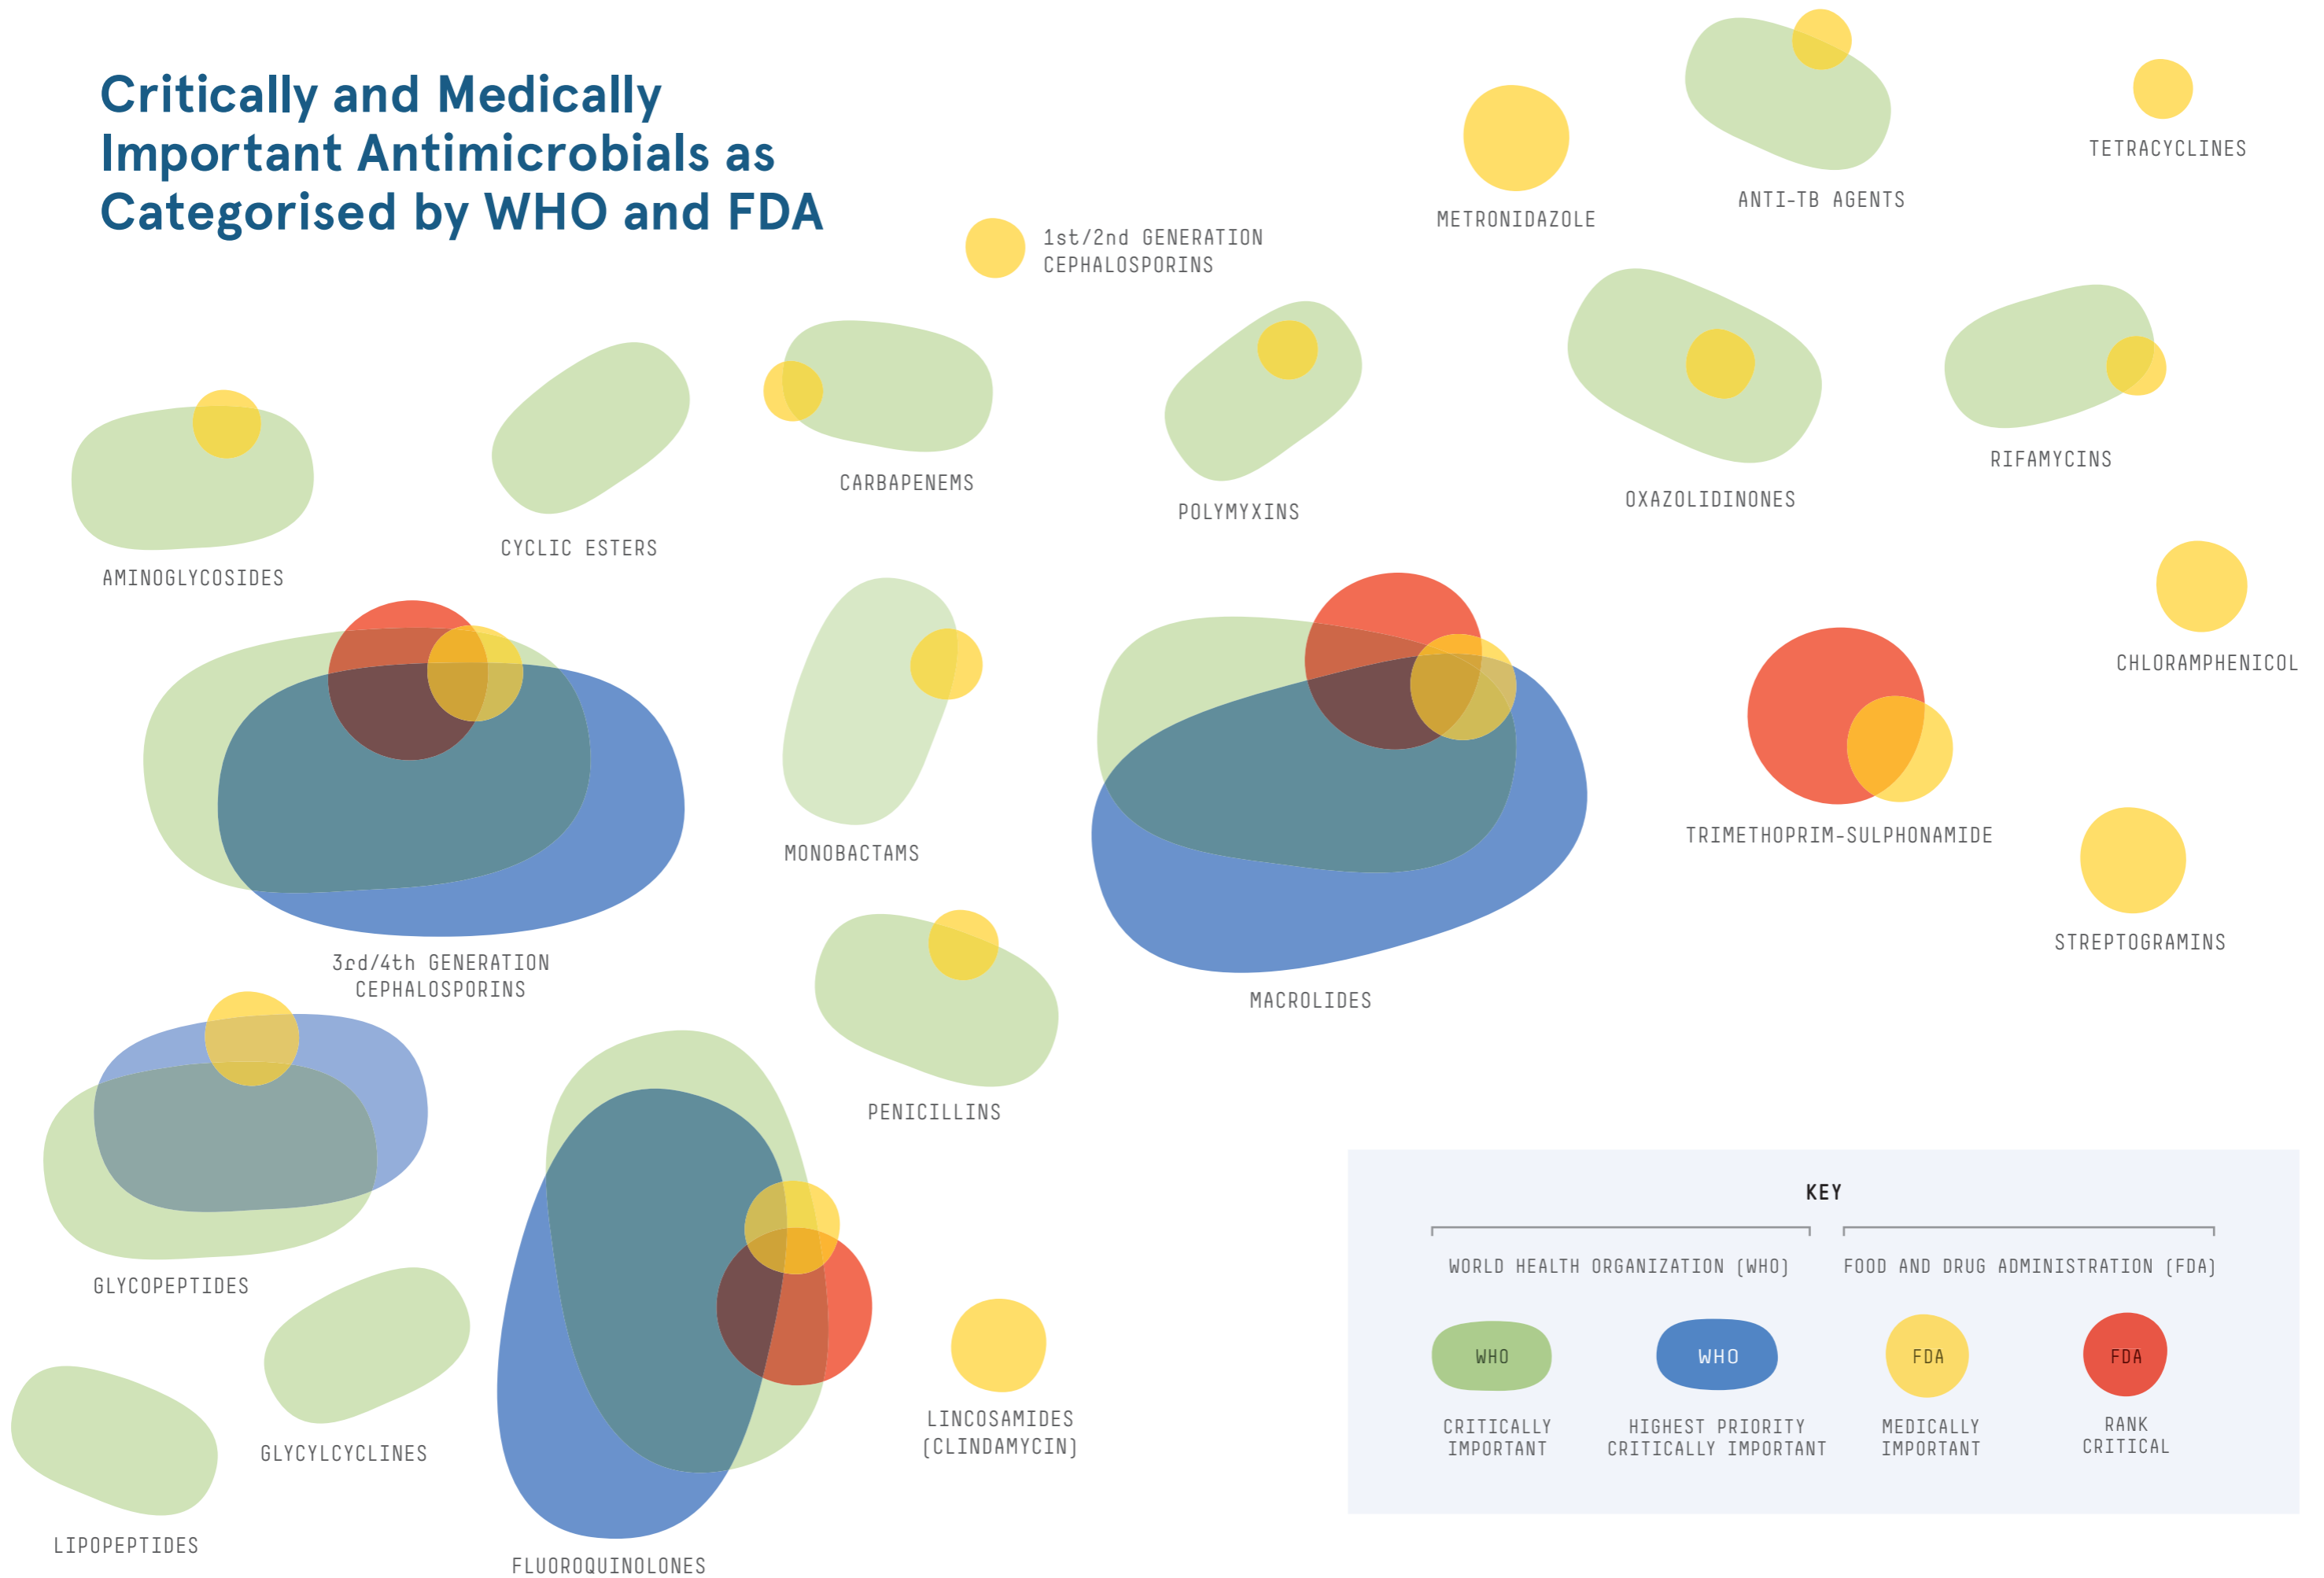 Critically and Medically
Important Antimicrobials as
Categorised by WHO and FDA
1st/2nd GENERATION
CEPHALOSPORINS
METRONIDAZOLE
ANTI-TB AGENTS
TETRACYCLINES
AMINOGLYCOSIDES
CYCLIC ESTERS
CARBAPENEMS
POLYMYXINS
OXAZOLIDINONES
RIFAMYCINS
CHLORAMPHENICOL
3rd/4th GENERATION
CEPHALOSPORINS
MONOBACTAMS
MACROLIDES
TRIMETHOPRIM-SULPHONAMIDE
STREPTOGRAMINS
PENICILLINS
GLYCOPEPTIDES
GLYCYLCYCLINES
LIPOPEPTIDES
FLUOROQUINOLONES
LINCOSAMIDES
(CLINDAMYCIN)
KEY
WORLD HEALTH ORGANIZATION (WHO)
FOOD AND DRUG ADMINISTRATION (FDA)
WHO
WHO
FDA
FDA
CRITICALLY
IMPORTANT
HIGHEST PRIORITY
CRITICALLY IMPORTANT
MEDICALLY
IMPORTANT
RANK
CRITICAL